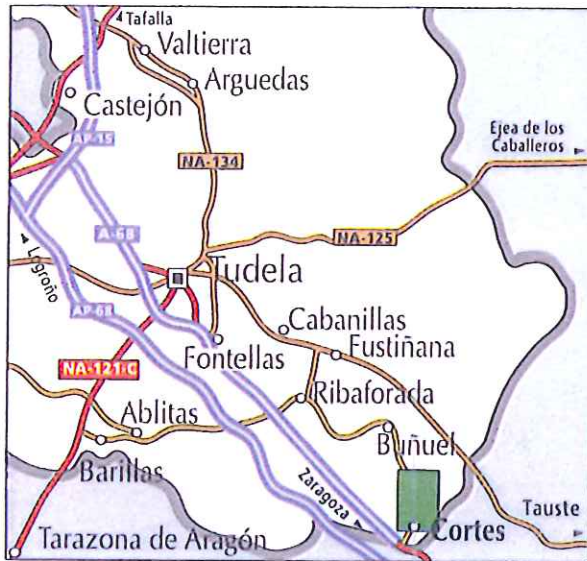 Tafalla
Valtierra
Arguedas
Castejón
Ejea de los
Caballeros
AP-15
NA-134
A-68
NA-125
Logroño
Tudela
AP-68
Cabanillas
Fontellas
Fustiñana
NA-121-C
Ribaforada
Ablitas
Buñuel
Barillas
Zaragoza
Tauste
Cortes
Tarazona de Aragón